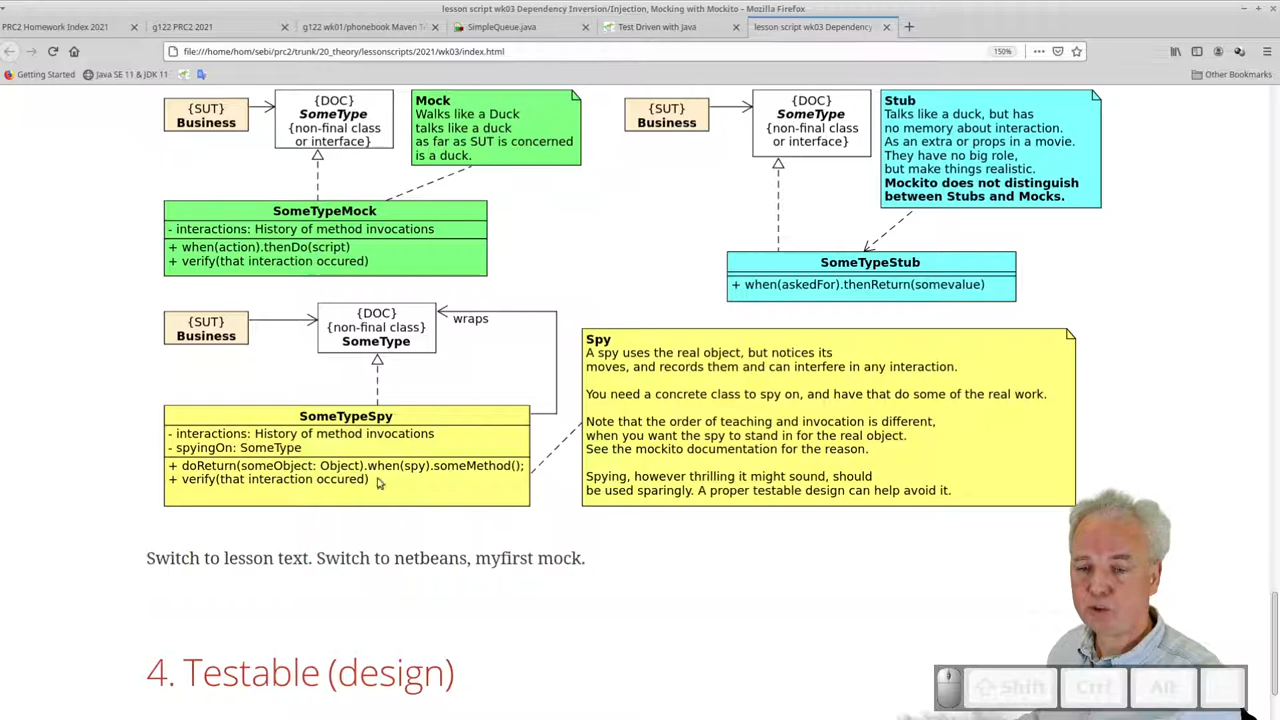 lesson script wk03 Dependency Inversion/Injection, Mocking with Mockito - Mozilla Firefox
PRC2 Homework Index 2021
g122 PRC2 2021
g122 wk01/phonebook Maven T
SimpleQueue.java
Test Driven with Java
lesson script wk03 Dependency
file:///home/hom/sebi/prc2/trunk/20_theory/lessonscripts/2021/wk03/index.html
150%
Getting Started
Java SE 11 & JDK 11
Other Bookmarks
{SUT}
Business
{DOC}
SomeType
{non-final class
or interface}
Mock
Walks like a Duck
talks like a duck
as far as SUT is concerned
is a duck.
SomeTypeMock
- interactions: History of method invocations
+ when(action).thenDo(script)
+ verify(that interaction occured)
{SUT}
Business
{DOC}
SomeType
{non-final class
or interface}
Stub
Talks like a duck, but has
no memory about interaction.
As an extra or props in a movie.
They have no big role,
but make things realistic.
Mockito does not distinguish
between Stubs and Mocks.
SomeTypeStub
+ when(askedFor).thenReturn(somevalue)
{SUT}
Business
{DOC}
{non-final class}
SomeType
wraps
SomeTypeSpy
- interactions: History of method invocations
- spyingOn: SomeType
+ doReturn(someObject: Object).when(spy).someMethod();
+ verify(that interaction occured)
Spy
A spy uses the real object, but notices its
moves, and records them and can interfere in any interaction.
You need a concrete class to spy on, and have that do some of the real work.
Note that the order of teaching and invocation is different,
when you want the spy to stand in for the real object.
See the mockito documentation for the reason.
Spying, however thrilling it might sound, should
be used sparingly. A proper testable design can help avoid it.
Switch to lesson text. Switch to netbeans, myfirst mock.
4. Testable (design)
Shift
Ctrl
Alt